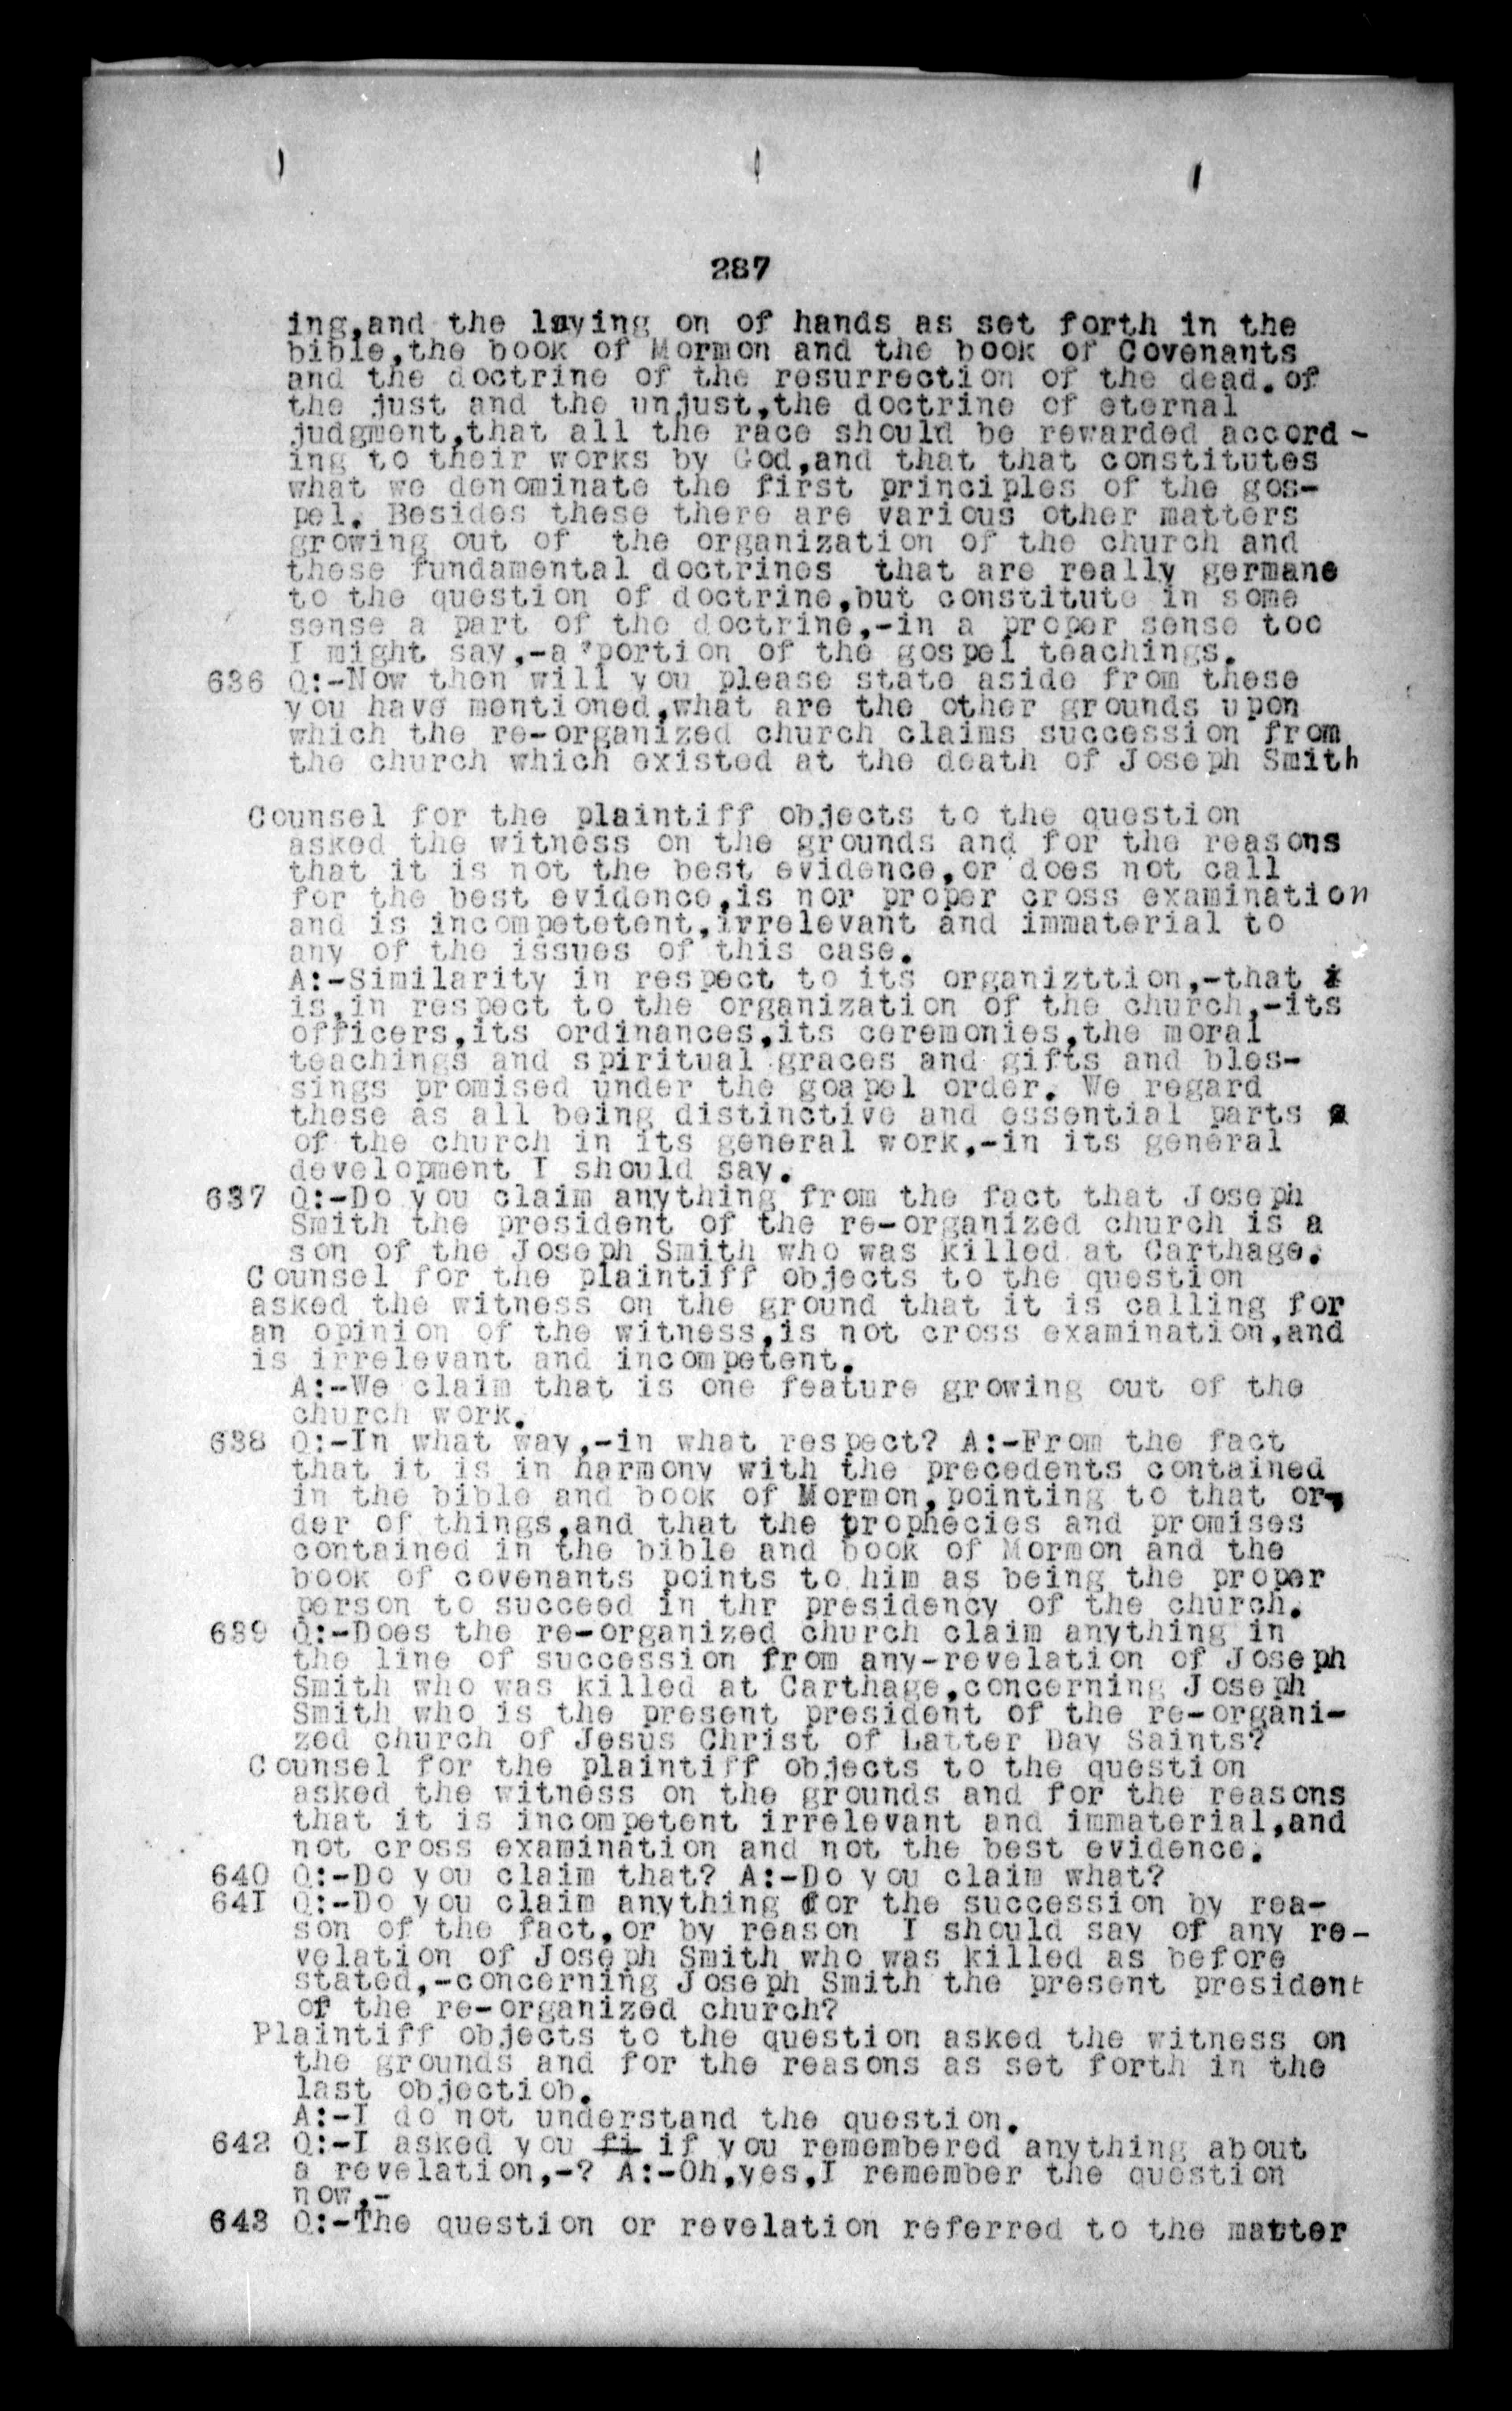 287
ing,and the laying on of hands as set forth in the
bible,the book of Mormon and the book of Covenants
and the doctrine of the resurrection of the dead.of
the just and the unjust,the doctrine of eternal
judgment,that all the race should be rewarded accord-
ing to their works by God,and that that constitutes
what we denominate the first principles of the gos-
pel. Besides these there are various other matters
growing out of the organization of the church and
these fundamental doctrines that are really germane
to the question of doctrine,but constitute in some
sense a part of the doctrine,-in a proper sense too
I might say,-a portion of the gospel teachings.
636 Q:-Now then will you please state aside from these
you have mentioned,what are the other grounds upon
which the re-organized church claims succession from
the church which existed at the death of Joseph Smith
Counsel for the plaintiff objects to the question
asked the witness on the grounds and for the reasons
that it is not the best evidence,or does not call
for the best evidence,is nor proper cross examination
and is incompetetent,irrelevant and immaterial to
any of the issues of this case.
A:-Similarity in respect to its organizttion,-that i
is,in respect to the organization of the church,-its
officers,its ordinances,its ceremonies,the moral
teachings and spiritual graces and gifts and bles-
sings promised under the goapel order. We regard
these as all being distinctive and essential parts
of the church in its general work,-in its general
development I should say.
637 Q:-Do you claim anything from the fact that Joseph
Smith the president of the re-organized church is a
son of the Joseph Smith who was killed at Carthage.
Counsel for the plaintiff objects to the question
asked the witness on the ground that it is calling for
an opinion of the witness,is not cross examination,and
is irrelevant and incompetent.
A:-We claim that is one feature growing out of the
church work.
638 Q:-In what way,-in what respect? A:-From the fact
that it is in harmony with the precedents contained
in the bible and book of Mormon,pointing to that or-
der of things,and that the prophecies and promises
contained in the bible and book of Mormon and the
book of covenants points to him as being the proper
person to succeed in thr presidency of the church.
639 Q:-Does the re-organized church claim anything in
the line of succession from any-revelation of Joseph
Smith who was killed at Carthage,concerning Joseph
Smith who is the present president of the re-organi-
zed church of Jesus Christ of Latter Day Saints?
Counsel for the plaintiff objects to the question
asked the witness on the grounds and for the reasons
that it is incompetent irrelevant and immaterial,and
not cross examination and not the best evidence.
640 Q:-Do you claim that? A:-Do you claim what?
641 Q:-Do you claim anything for the succession by rea-
son of the fact,or by reason I should say of any re-
velation of Joseph Smith who was killed as before
stated,-concerning Joseph Smith the present president
of the re-organized church?
Plaintiff objects to the question asked the witness on
the grounds and for the reasons as set forth in the
last objectiob.
A:-I do not understand the question.
642 Q:-I asked you fi if you remembered anything about
a revelation,-? A:-Oh,yes,I remember the question
now,-
643 Q:-The question or revelation referred to the matter